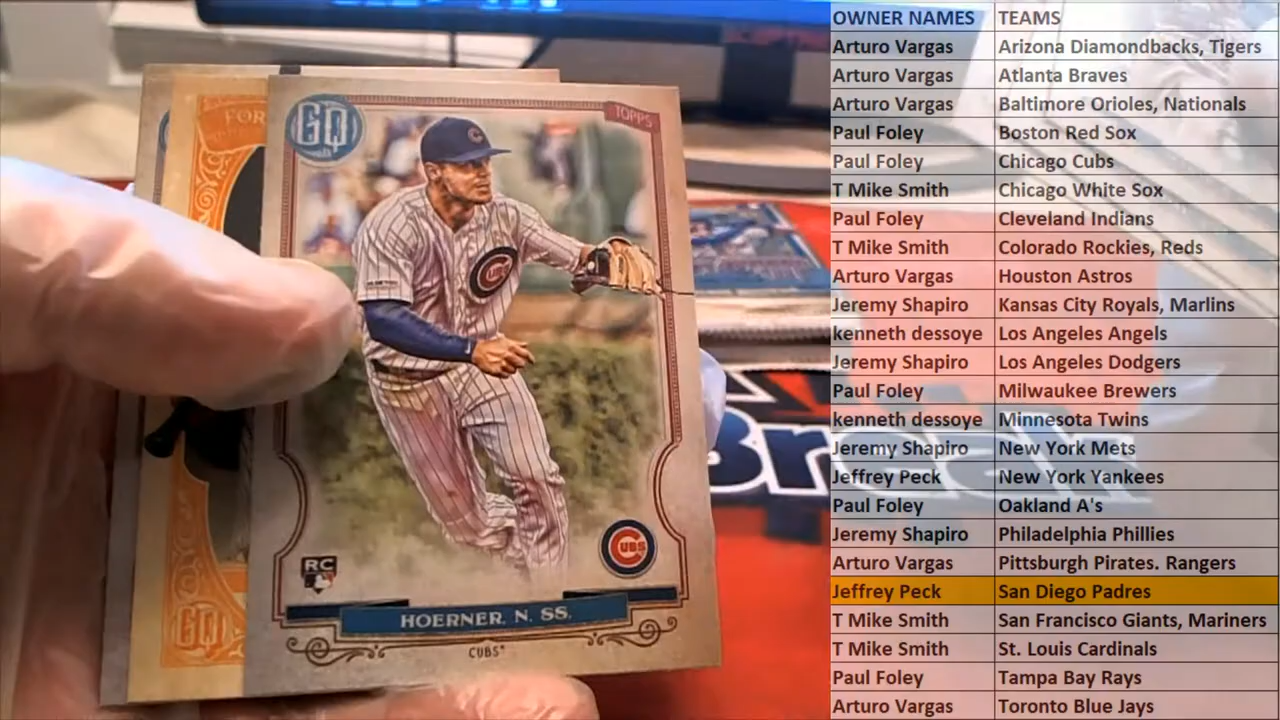 GQ
TOPPS
FOR
CUBS
RC
CUBS
HOERNER, N. SS.
CUBS
GQ
Break
OWNER NAMES TEAMS
Arturo Vargas Arizona Diamondbacks, Tigers
Arturo Vargas Atlanta Braves
Arturo Vargas Baltimore Orioles, Nationals
Paul Foley Boston Red Sox
Paul Foley Chicago Cubs
T Mike Smith Chicago White Sox
Paul Foley Cleveland Indians
T Mike Smith Colorado Rockies, Reds
Arturo Vargas Houston Astros
Jeremy Shapiro Kansas City Royals, Marlins
kenneth dessoye Los Angeles Angels
Jeremy Shapiro Los Angeles Dodgers
Paul Foley Milwaukee Brewers
kenneth dessoye Minnesota Twins
Jeremy Shapiro New York Mets
Jeffrey Peck New York Yankees
Paul Foley Oakland A's
Jeremy Shapiro Philadelphia Phillies
Arturo Vargas Pittsburgh Pirates. Rangers
Jeffrey Peck San Diego Padres
T Mike Smith San Francisco Giants, Mariners
T Mike Smith St. Louis Cardinals
Paul Foley Tampa Bay Rays
Arturo Vargas Toronto Blue Jays